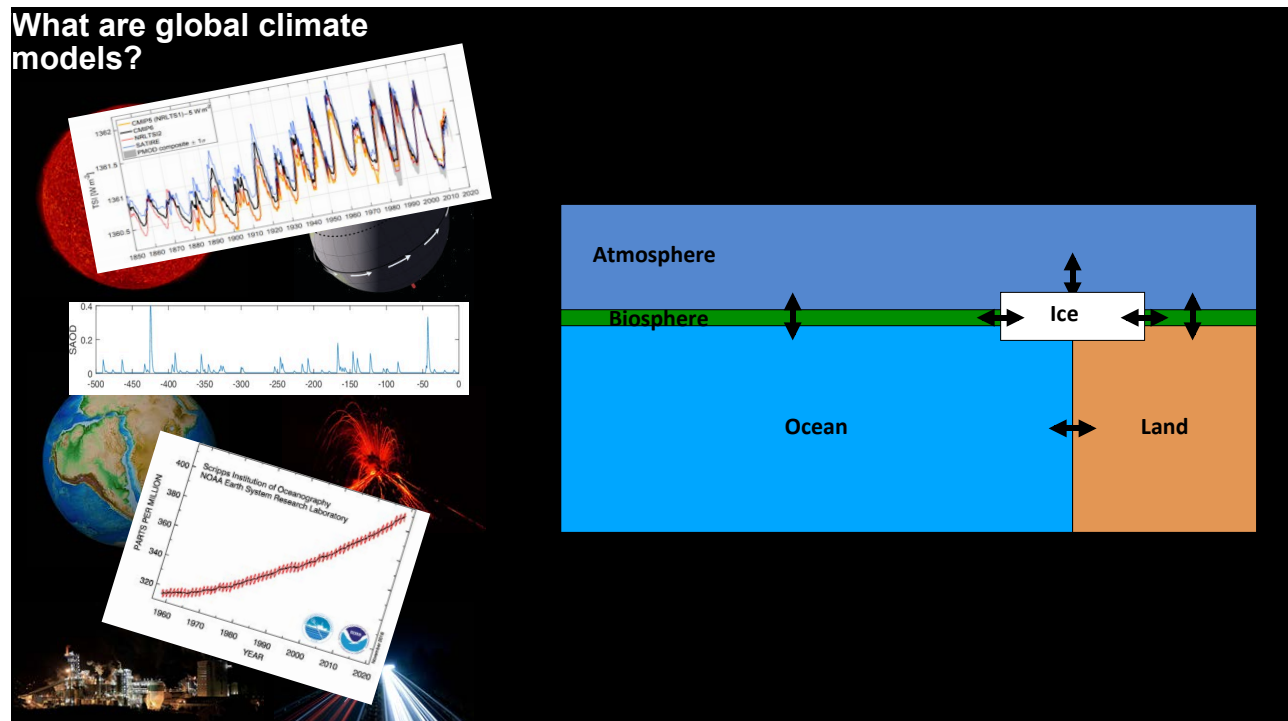 What are global climate
models?
CMIP5 (NRLTSI1)–5 W m²
CMIP6
NRLTSI2
SATIRE
PMOD composite ± 1σ
TSI [W m⁻²]
1362
1361.5
1361
1360.5
1850 1860 1870 1880 1890 1900 1910 1920 1930 1940 1950 1960 1970 1980 1990 2000 2010 2020
SAOD
0.4
0.2
0
-500 -450 -400 -350 -300 -250 -200 -150 -100 -50 0
Scripps Institution of Oceanography
NOAA Earth System Research Laboratory
PARTS PER MILLION
400
380
360
340
320
1960 1970 1980 1990 2000 2010 2020
YEAR
Atmosphere
Biosphere
Ice
Ocean
Land